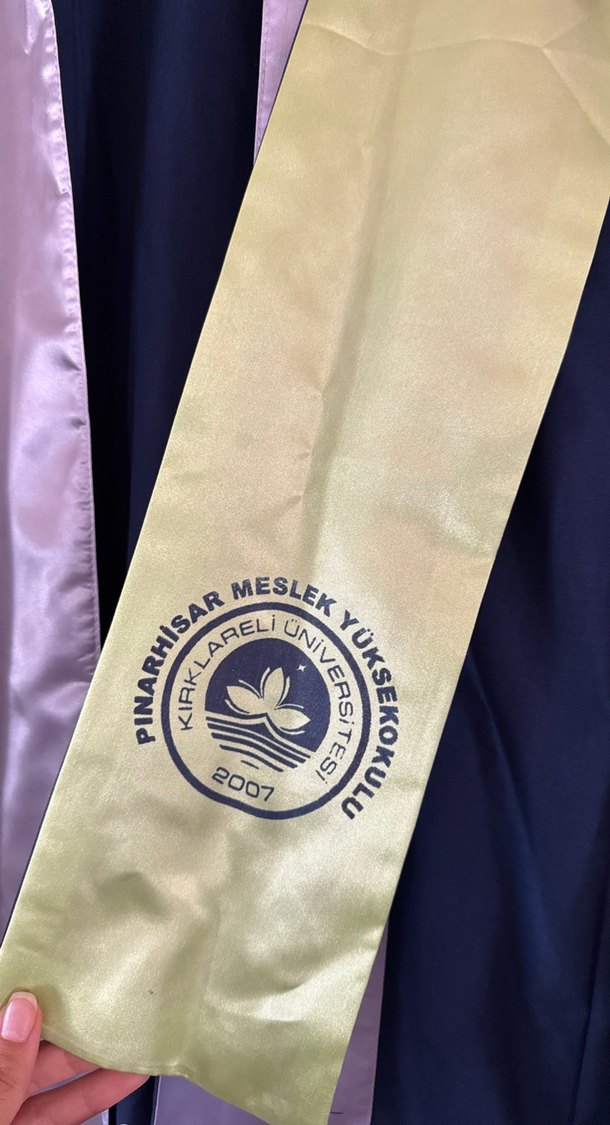 PINARHİSAR MESLEK YÜKSEKOKULU
KIRKLARELİ ÜNİVERSİTESİ
2007